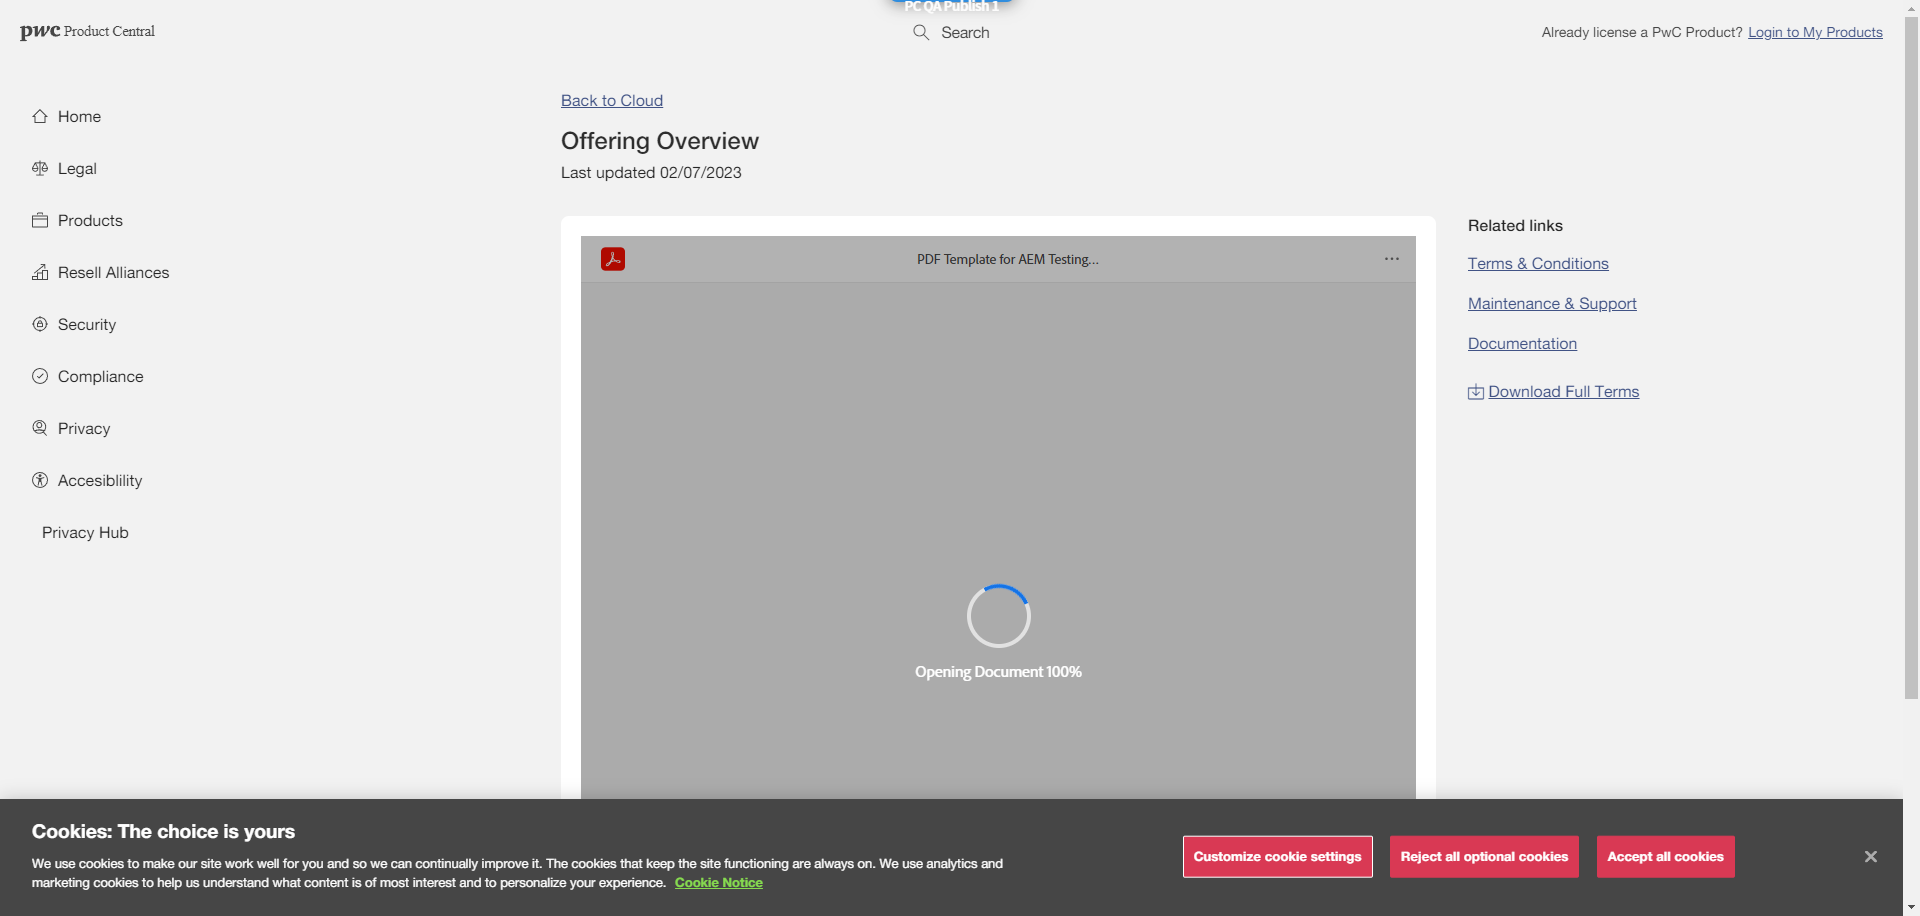 PC QA Publish 1
pwc Product Central
Search
Already license a PwC Product? Login to My Products
Home
Legal
Products
Resell Alliances
Security
Compliance
Privacy
Accesiblility
Privacy Hub
Back to Cloud
Offering Overview
Last updated 02/07/2023
PDF Template for AEM Testing...
Opening Document 100%
Related links
Terms & Conditions
Maintenance & Support
Documentation
Download Full Terms
Cookies: The choice is yours
We use cookies to make our site work well for you and so we can continually improve it. The cookies that keep the site functioning are always on. We use analytics and
marketing cookies to help us understand what content is of most interest and to personalize your experience. Cookie Notice
Customize cookie settings
Reject all optional cookies
Accept all cookies